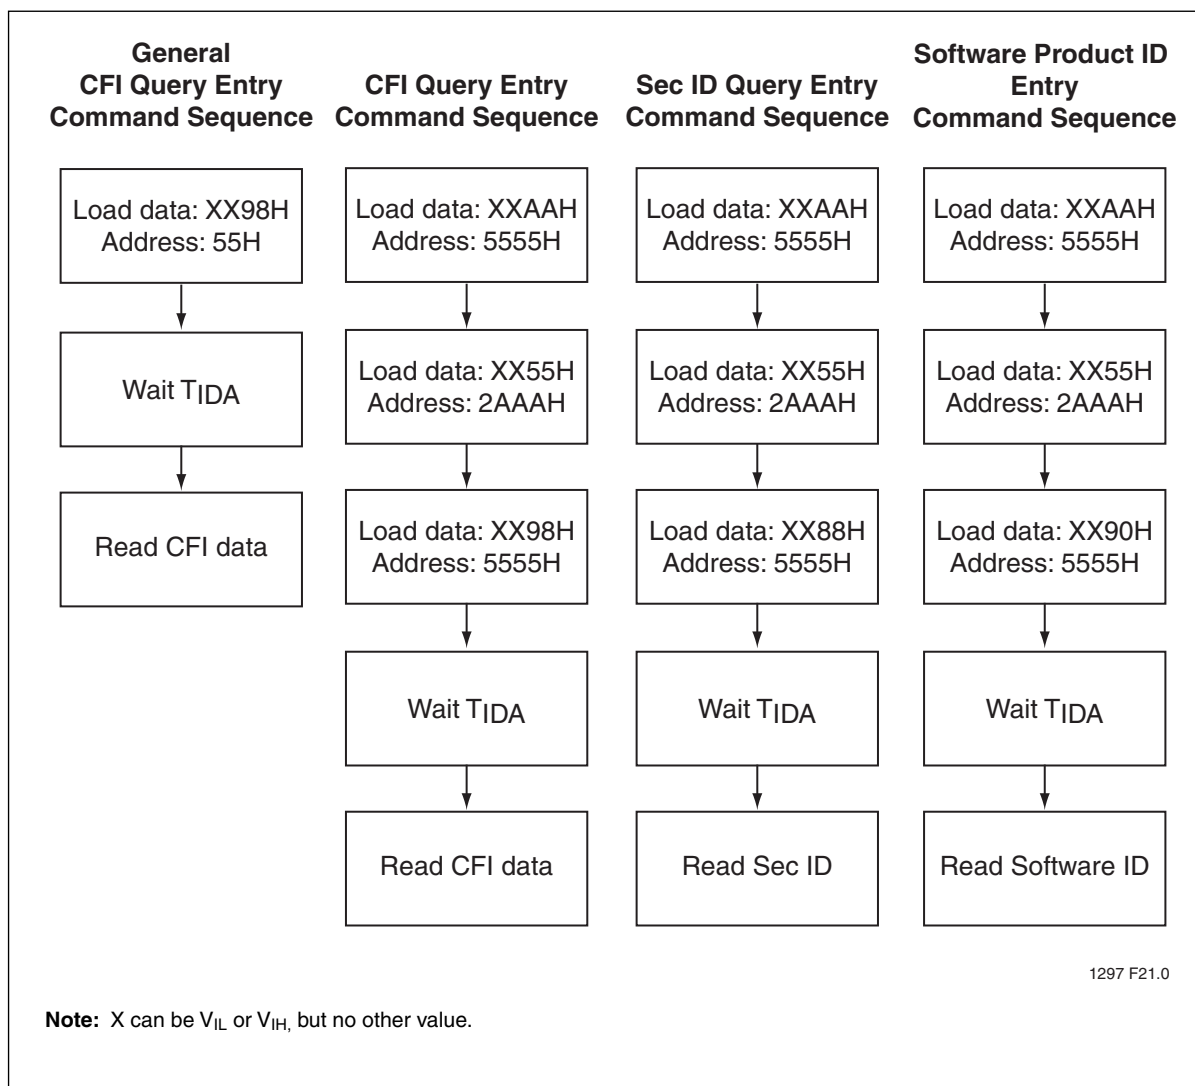 General
CFI Query Entry
Command Sequence
CFI Query Entry
Command Sequence
Sec ID Query Entry
Command Sequence
Software Product ID
Entry
Command Sequence
Load data: XX98H
Address: 55H
Wait TIDA
Read CFI data
Load data: XXAAH
Address: 5555H
Load data: XX55H
Address: 2AAAH
Load data: XX98H
Address: 5555H
Wait TIDA
Read CFI data
Load data: XXAAH
Address: 5555H
Load data: XX55H
Address: 2AAAH
Load data: XX88H
Address: 5555H
Wait TIDA
Read Sec ID
Load data: XXAAH
Address: 5555H
Load data: XX55H
Address: 2AAAH
Load data: XX90H
Address: 5555H
Wait TIDA
Read Software ID
1297 F21.0
Note: X can be VIL or VIH, but no other value.